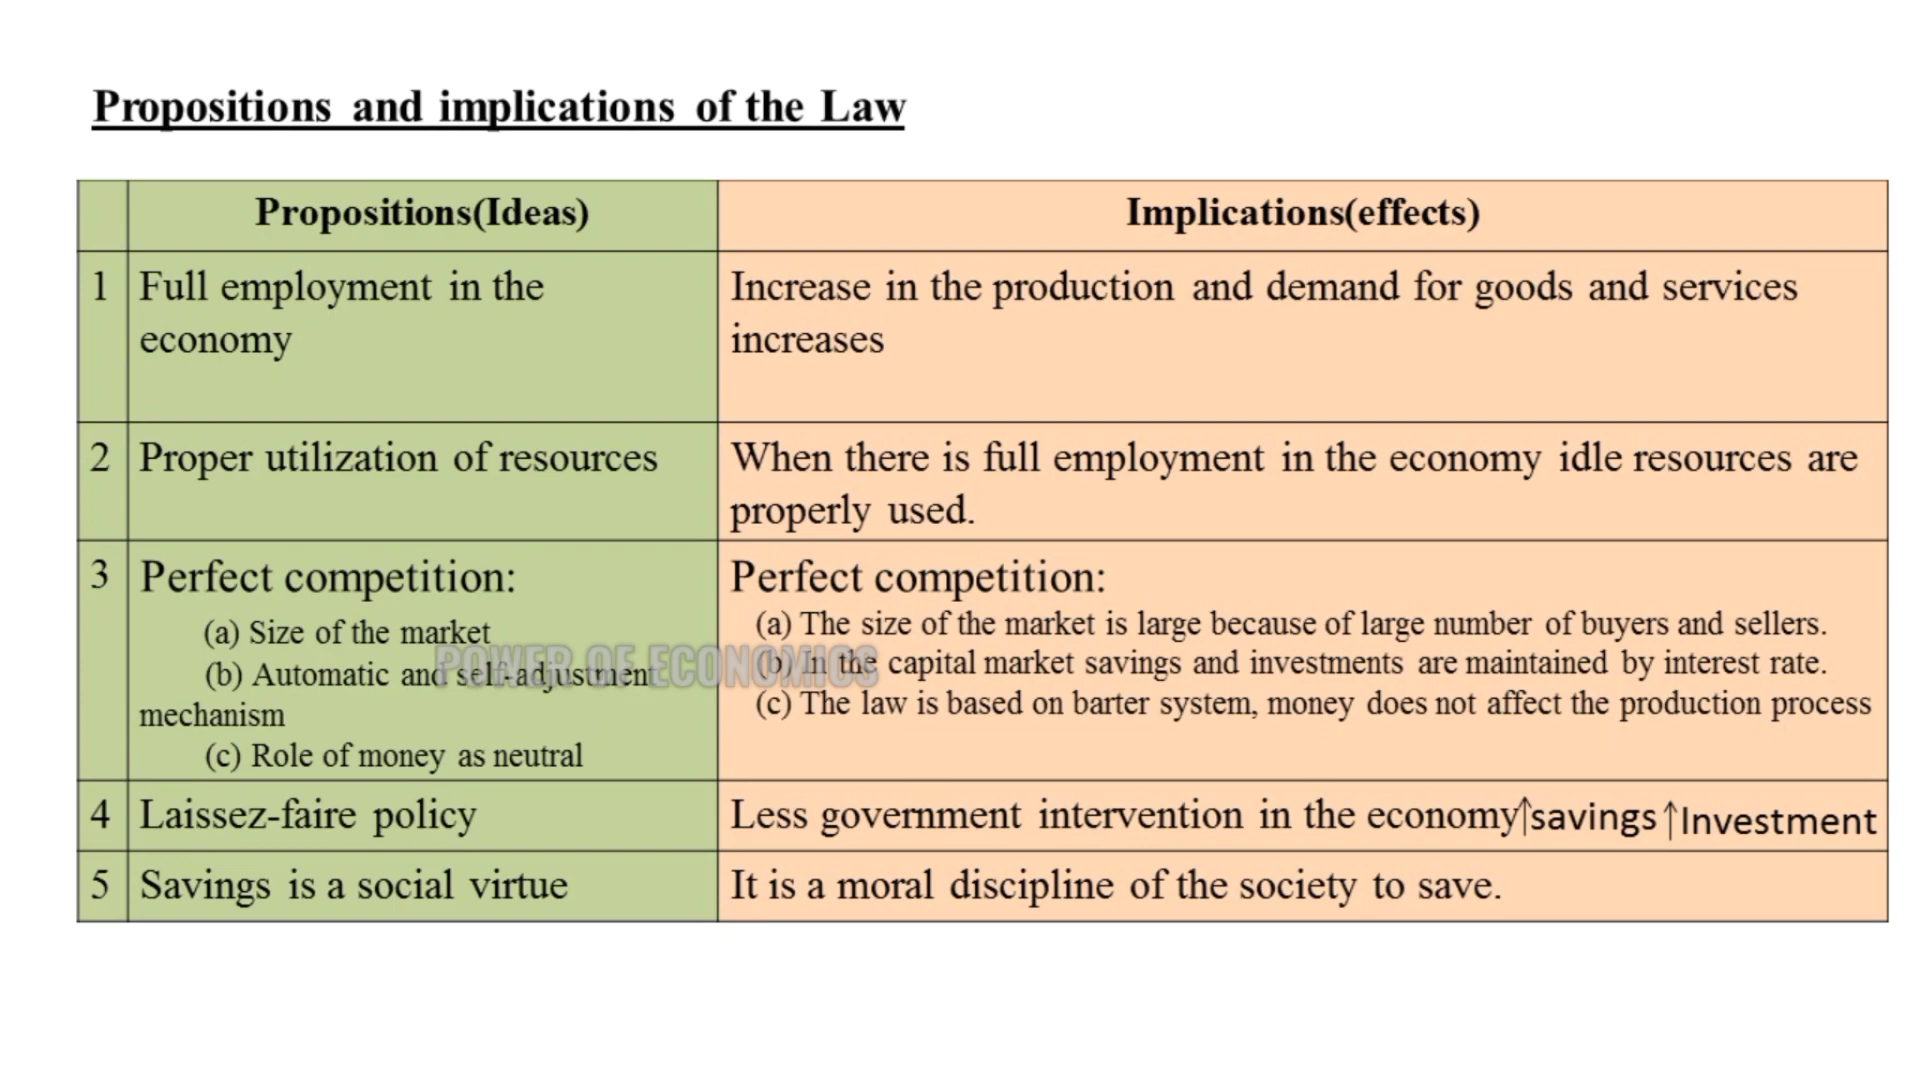 Propositions and implications of the Law
Propositions(Ideas)
Implications(effects)
1
Full employment in the
economy
Increase in the production and demand for goods and services
increases
2
Proper utilization of resources
When there is full employment in the economy idle resources are
properly used.
3
Perfect competition:
(a) Size of the market
(b) Automatic and self-adjustment
mechanism
(c) Role of money as neutral
Perfect competition:
(a) The size of the market is large because of large number of buyers and sellers.
(b) In the capital market savings and investments are maintained by interest rate.
(c) The law is based on barter system, money does not affect the production process
POWER OF ECONOMICS
4
Laissez-faire policy
Less government intervention in the economy↑savings↑Investment
5
Savings is a social virtue
It is a moral discipline of the society to save.